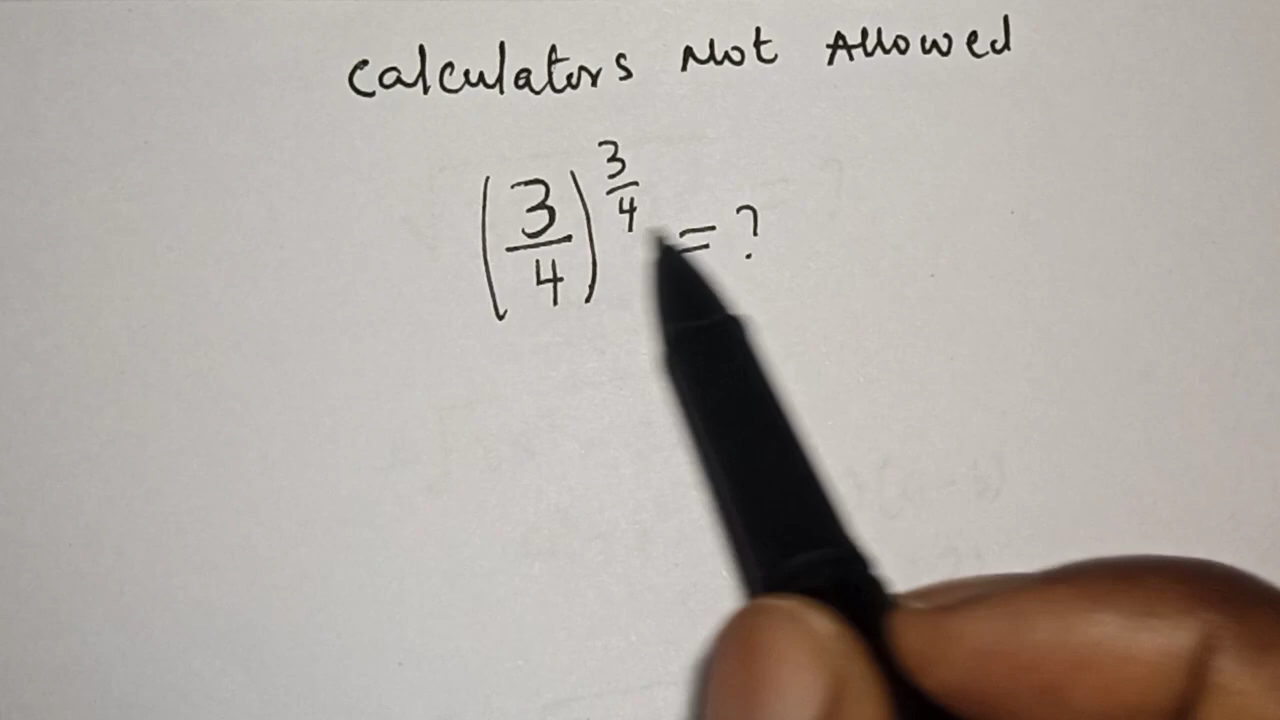 Calculators Not Allowed
(3/4)^(3/4) = ?